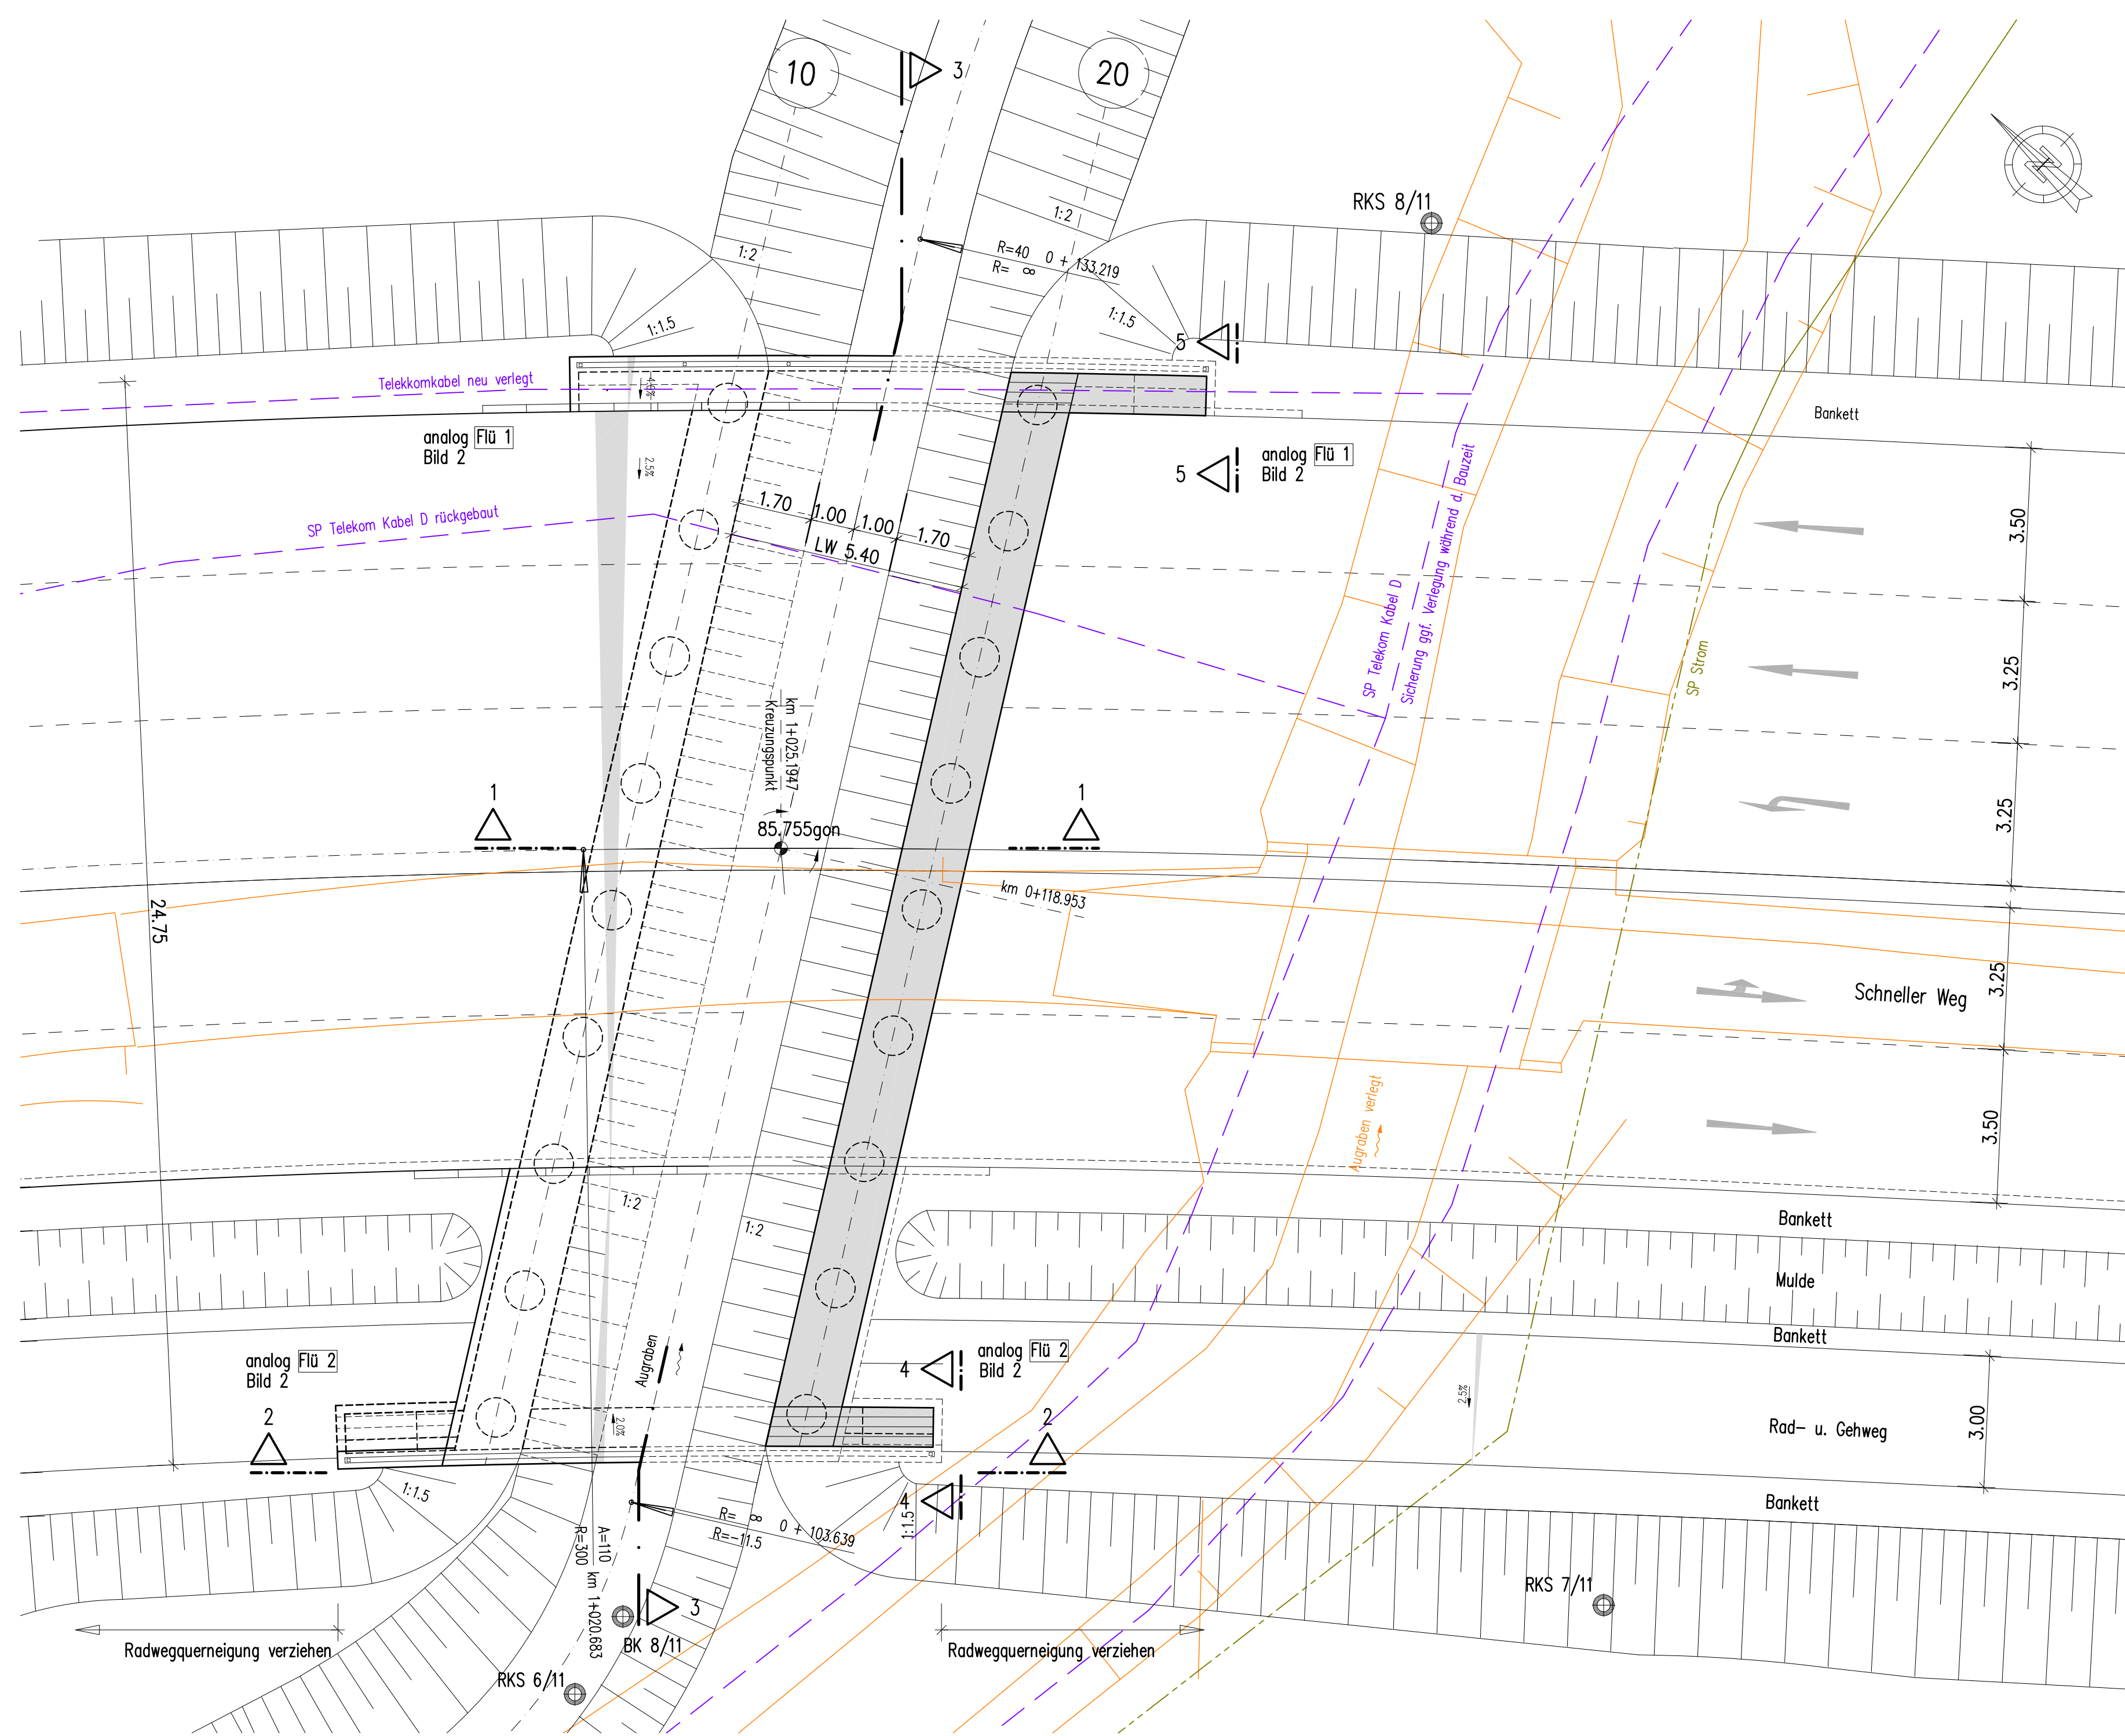 10
20
3
RKS 8/11
1:2
1:2
R=40 0 + 133.219
R= ∞
1:1.5
1:1.5
5
Telekkomkabel neu verlegt
4.0%
Bankett
analog Flü 1
Bild 2
2.5%
5
analog Flü 1
Bild 2
SP Telekom Kabel D rückgebaut
1.70
1.00
1.00
1.70
LW 5.40
3.50
SP Telekom Kabel D
Sicherung ggf. Verlegung während d. Bauzeit
SP Strom
3.25
km 1+025.1947
Kreuzungspunkt
1
1
85.755gon
3.25
km 0+118.953
24.75
3.25
Schneller Weg
Augraben verlegt
3.50
1:2
1:2
Bankett
Mulde
Bankett
Augraben
analog Flü 2
Bild 2
4
analog Flü 2
Bild 2
2.5%
2
2.0%
2
Rad- u. Gehweg
3.00
1:1.5
4
1:1.5
Bankett
R= ∞ 0 + 103.639
R=-11.5
A=110
R=300
km 1+020.683
RKS 7/11
3
BK 8/11
Radwegquerneigung verziehen
Radwegquerneigung verziehen
RKS 6/11